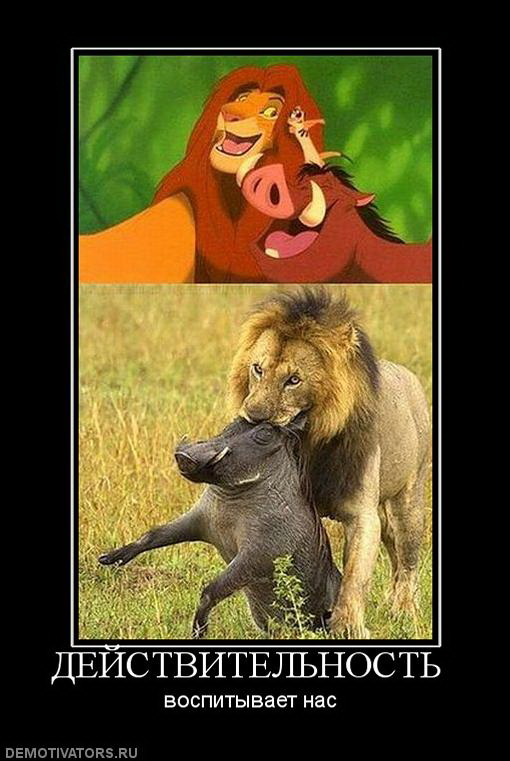 ДЕЙСТВИТЕЛЬНОСТЬ
воспитывает нас
DEMOTIVATORS.RU